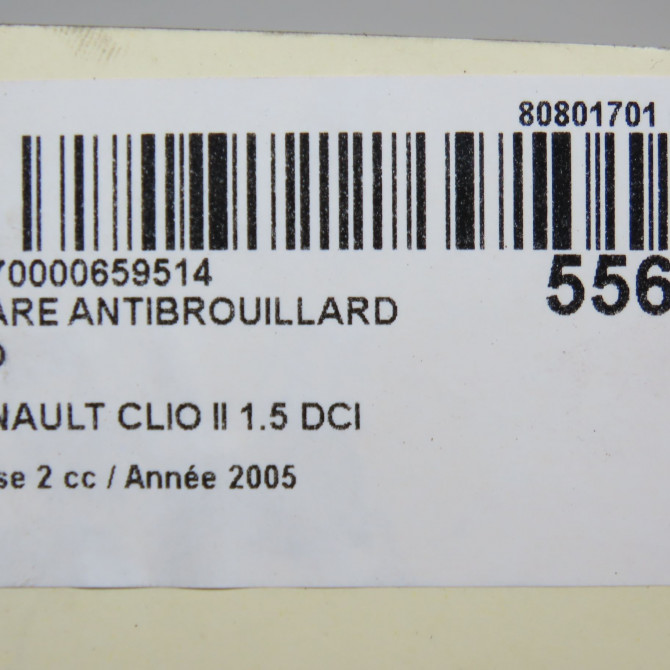 80801701
70000659514
556
ARE ANTIBROUILLARD
NAULT CLIO II 1.5 DCI
se 2 cc / Année 2005